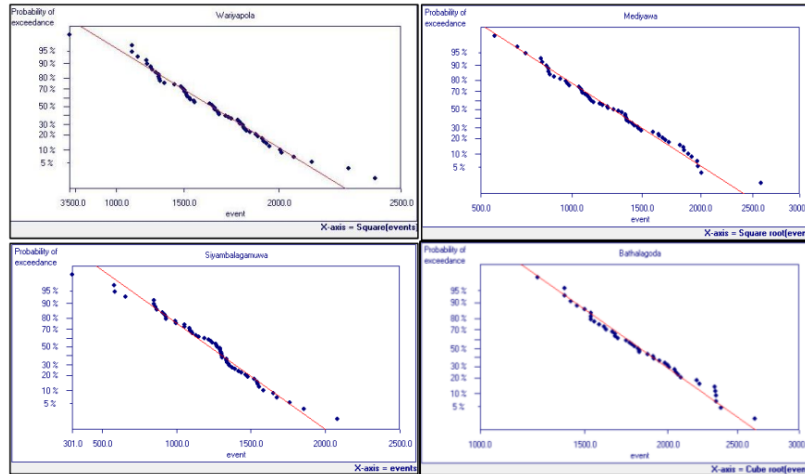 Probability of
exceedance
Wariyapola
95 %
90 %
80 %
70 %
50 %
30 %
20 %
10 %
5 %
3500.0
1000.0
1500.0
2000.0
2500.0
event
X-axis = Square(events)
Probability of
exceedance
Mediyawa
95 %
90 %
80 %
70 %
50 %
30 %
20 %
10 %
5 %
500.0
1000.0
1500.0
2000.0
3000.
event
X-axis = Square root(even
Probability of
exceedance
Siyambalagamuwa
95 %
90 %
80 %
70 %
50 %
30 %
20 %
10 %
5 %
301.0
500.0
1000.0
1500.0
2000.0
2500.0
event
X-axis = events
Probability of
exceedance
Bathalagoda
95 %
90 %
80 %
70 %
50 %
30 %
20 %
10 %
5 %
1000.0
1500.0
2000.0
3000.
event
X-axis = Cube root(even